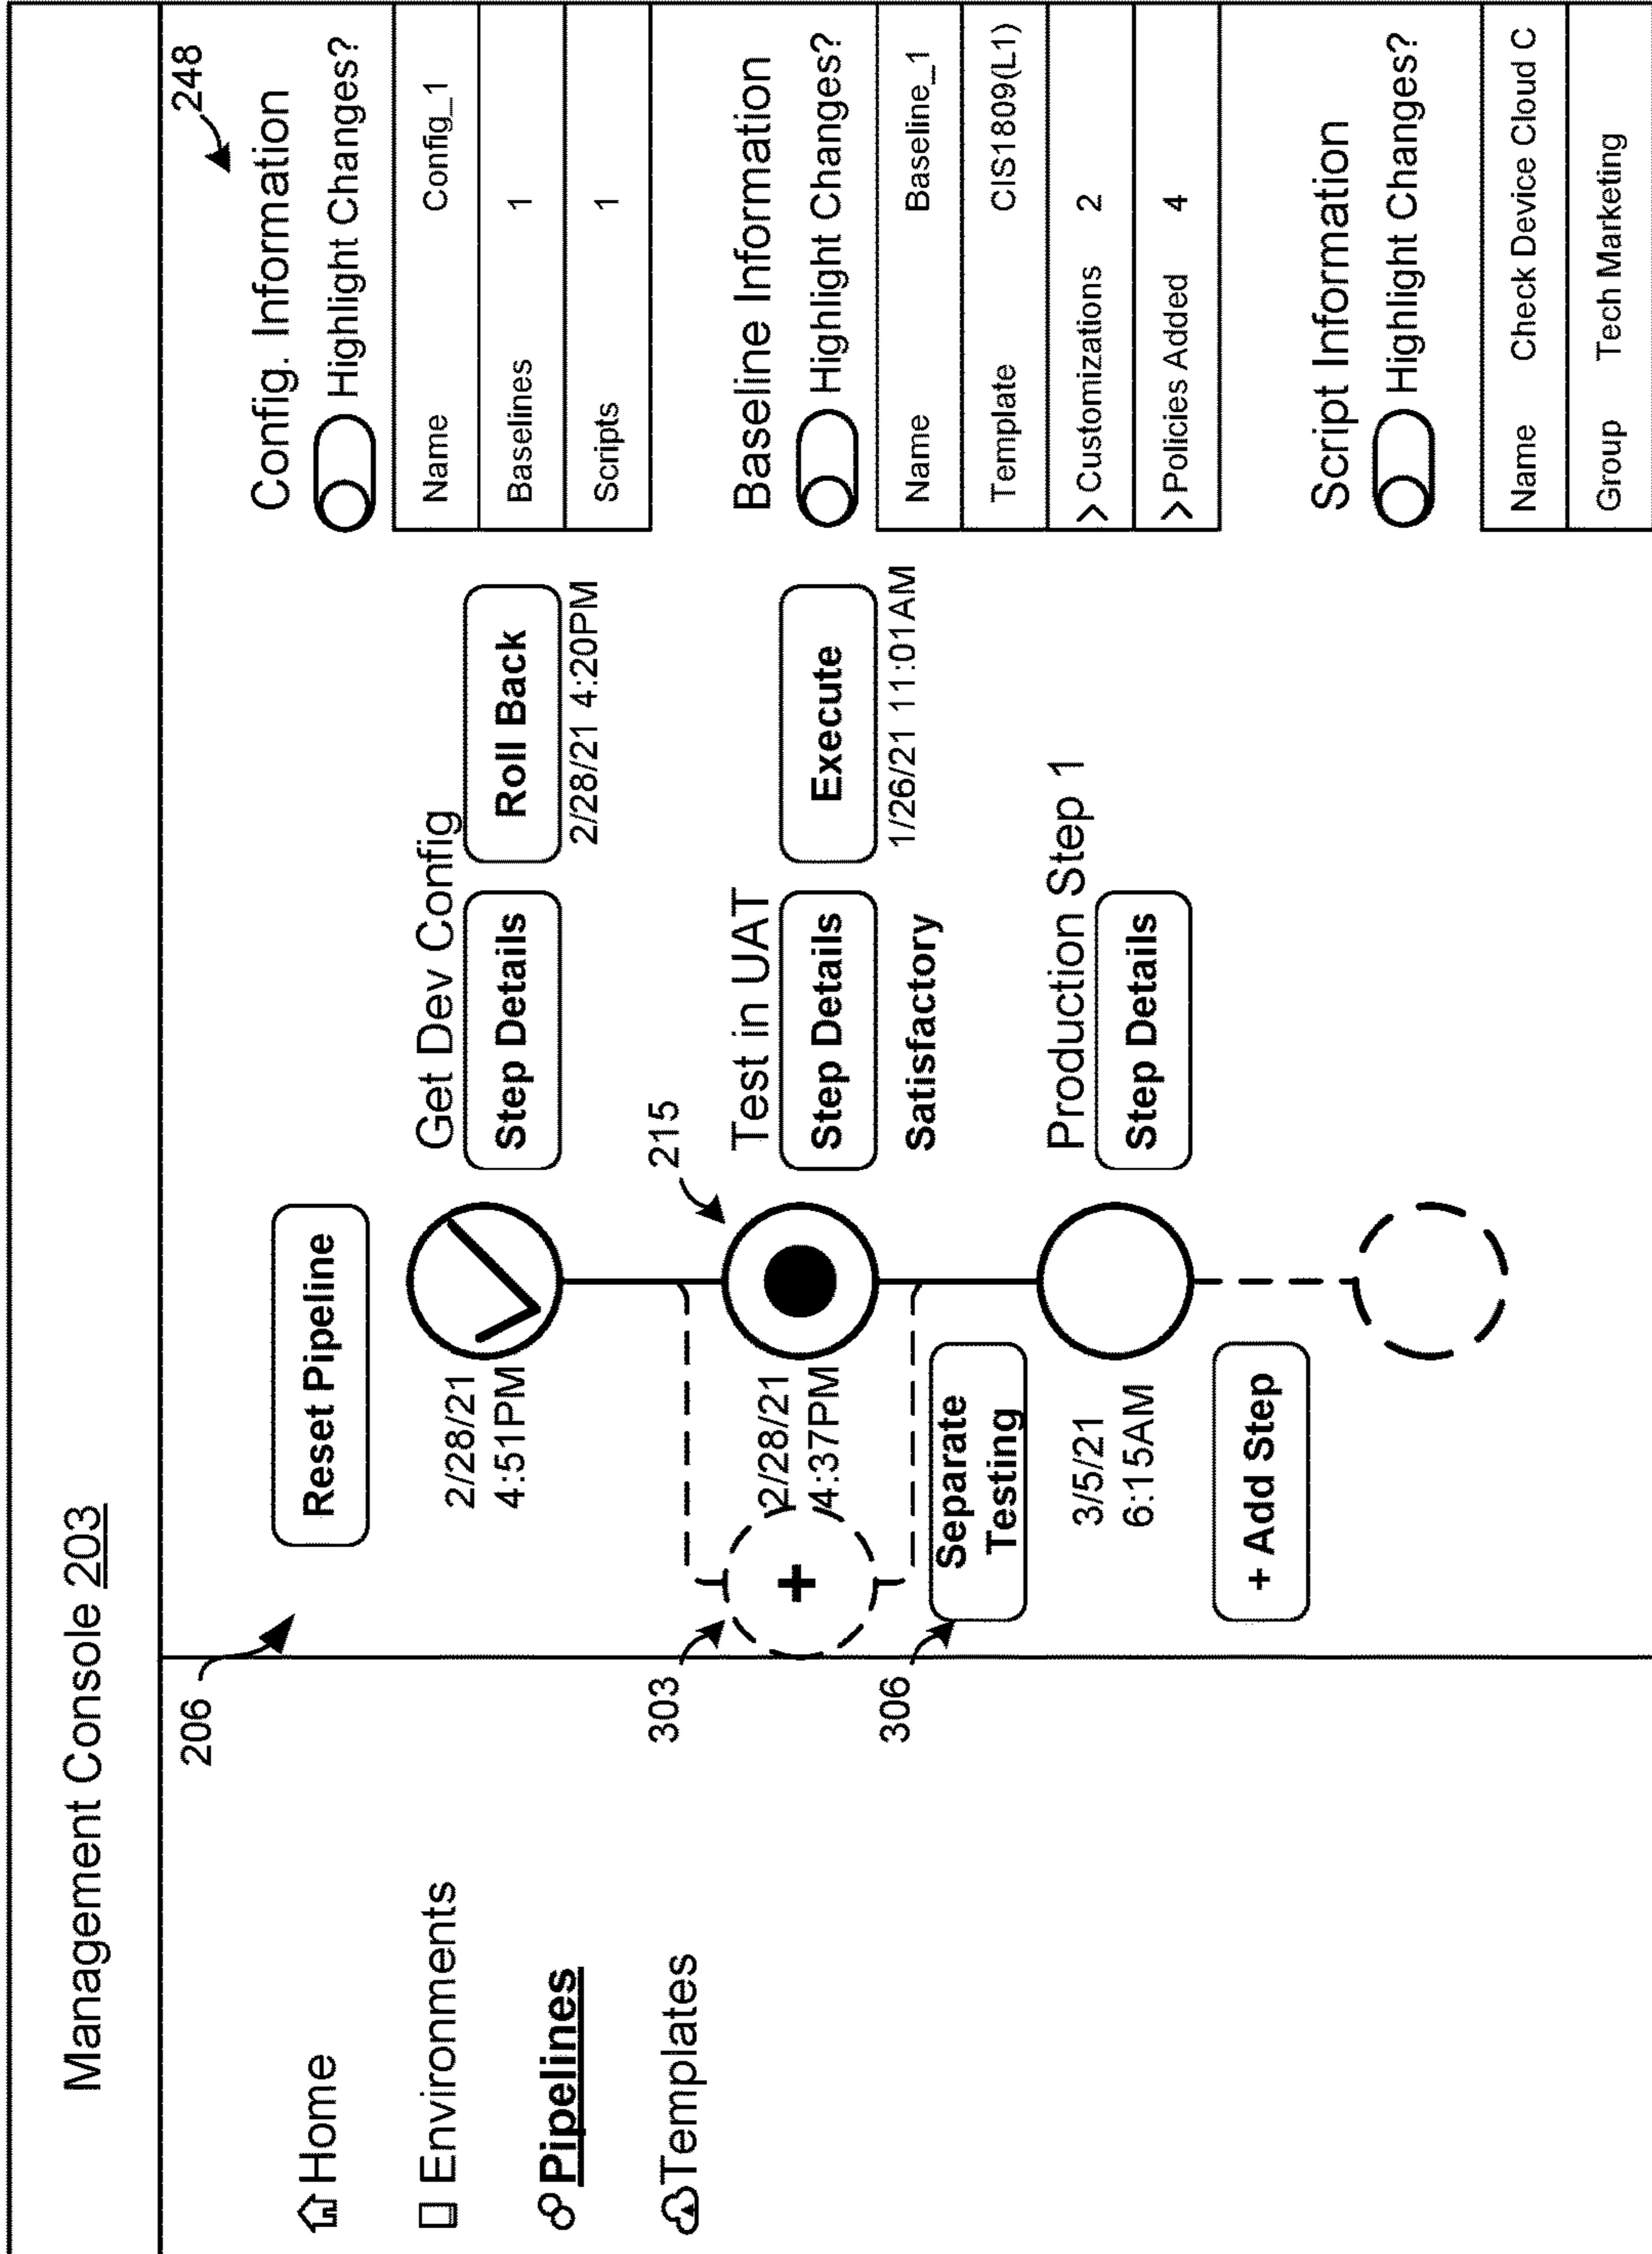 Management Console 203
Home
Environments
Pipelines
Templates
206
303
306
Reset Pipeline
2/28/21
4:51PM
Get Dev Config
Step Details
Roll Back
2/28/21 4:20PM
215
2/28/21
4:37PM
+
Test in UAT
Step Details
Execute
Satisfactory
1/26/21 11:01AM
Separate
Testing
3/5/21
6:15AM
Production Step 1
Step Details
+ Add Step
248
Config. Information
Highlight Changes?
Name Config_1
Baselines 1
Scripts 1
Baseline Information
Highlight Changes?
Name Baseline_1
Template CIS1809(L1)
> Customizations 2
> Policies Added 4
Script Information
Highlight Changes?
Name Check Device Cloud C
Group Tech Marketing